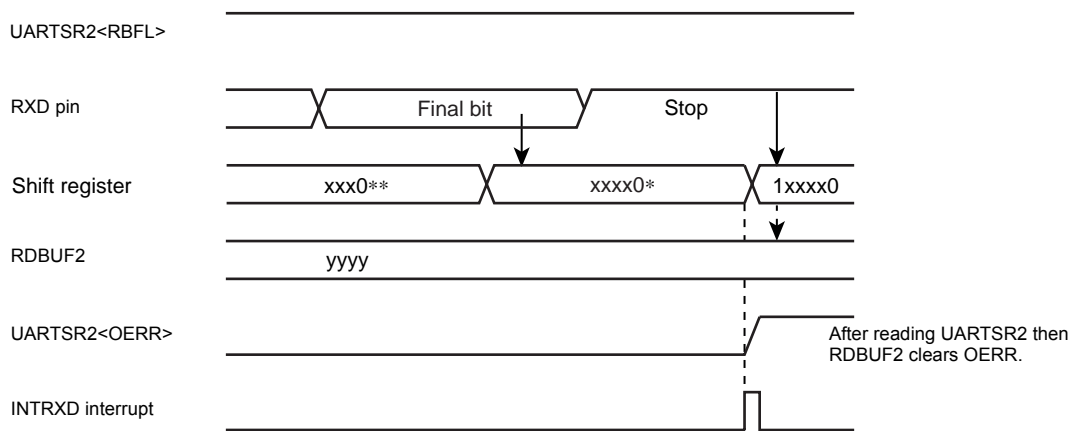 UARTSR2<RBFL>
RXD pin
Final bit
Stop
Shift register
xxx0**
xxxx0*
1xxxx0
RDBUF2
yyyy
UARTSR2<OERR>
After reading UARTSR2 then
RDBUF2 clears OERR.
INTRXD interrupt